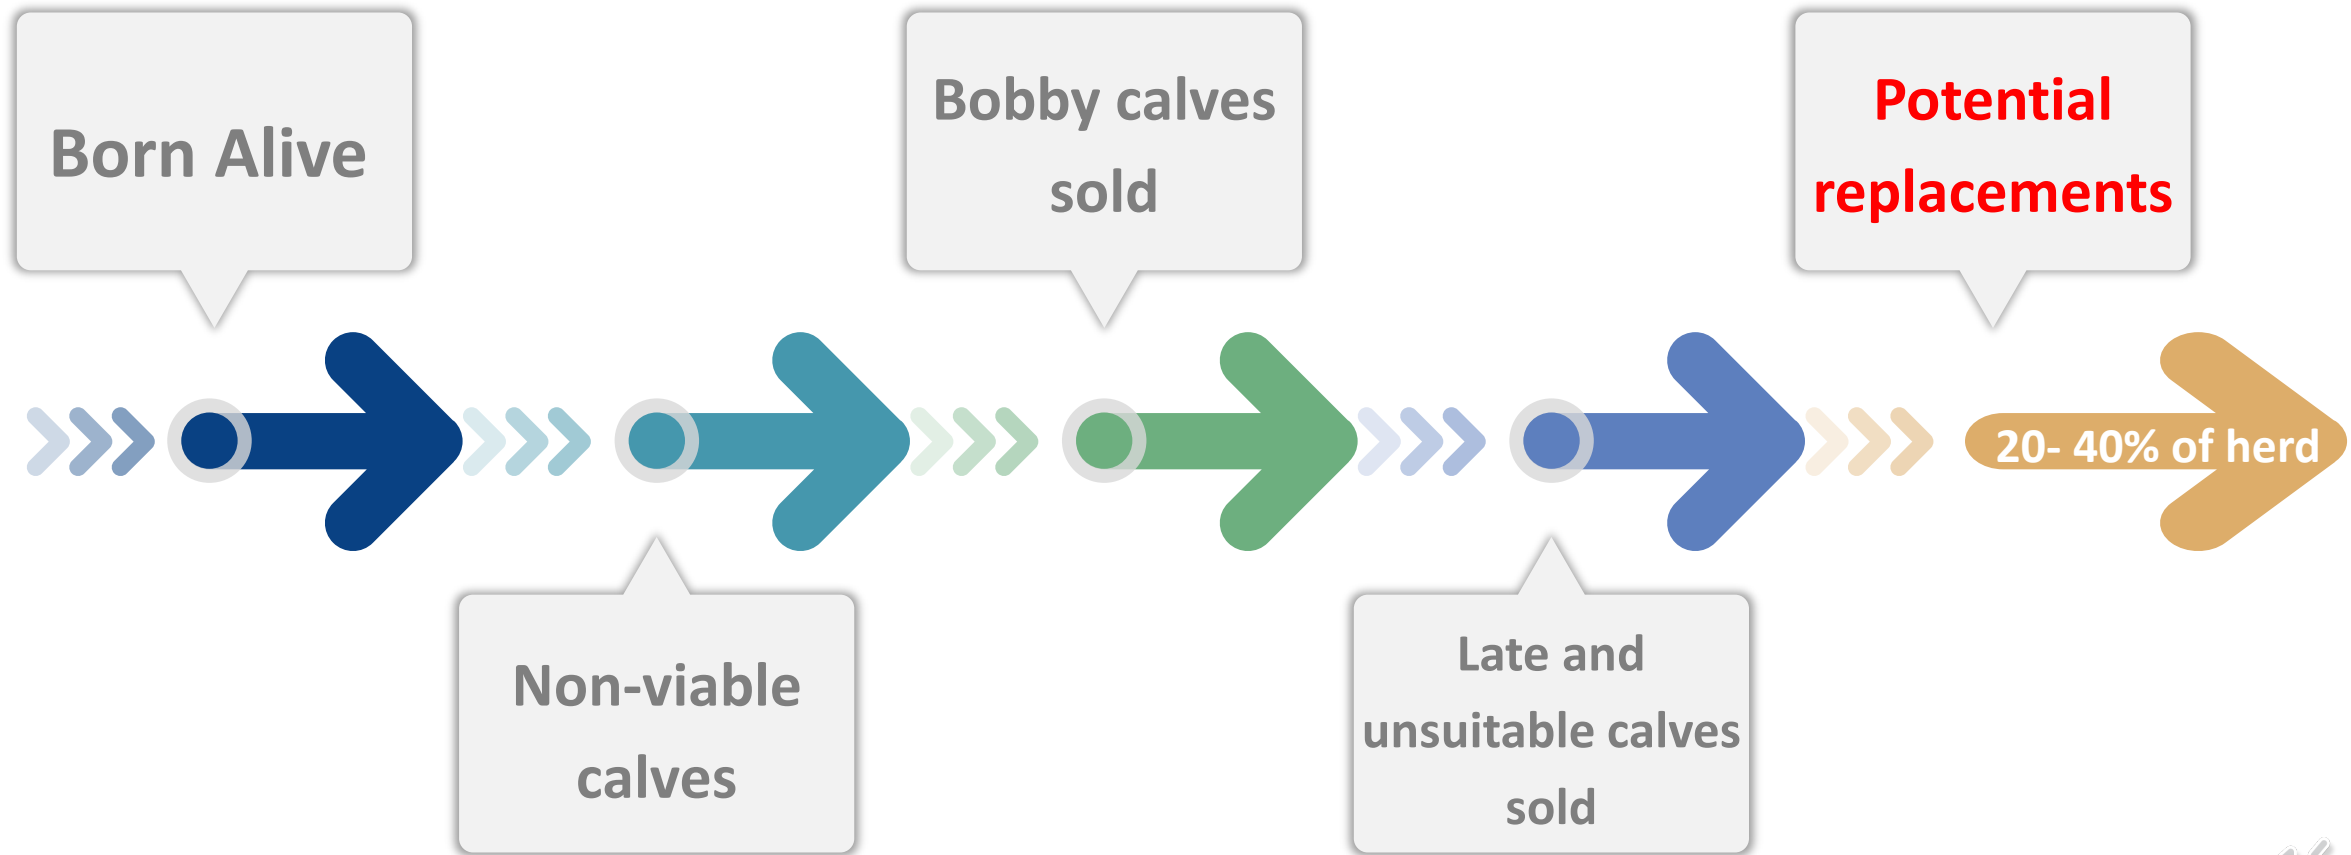 Born Alive
Non-viable
calves
Bobby calves
sold
Late and
unsuitable calves
sold
Potential
replacements
20- 40% of herd